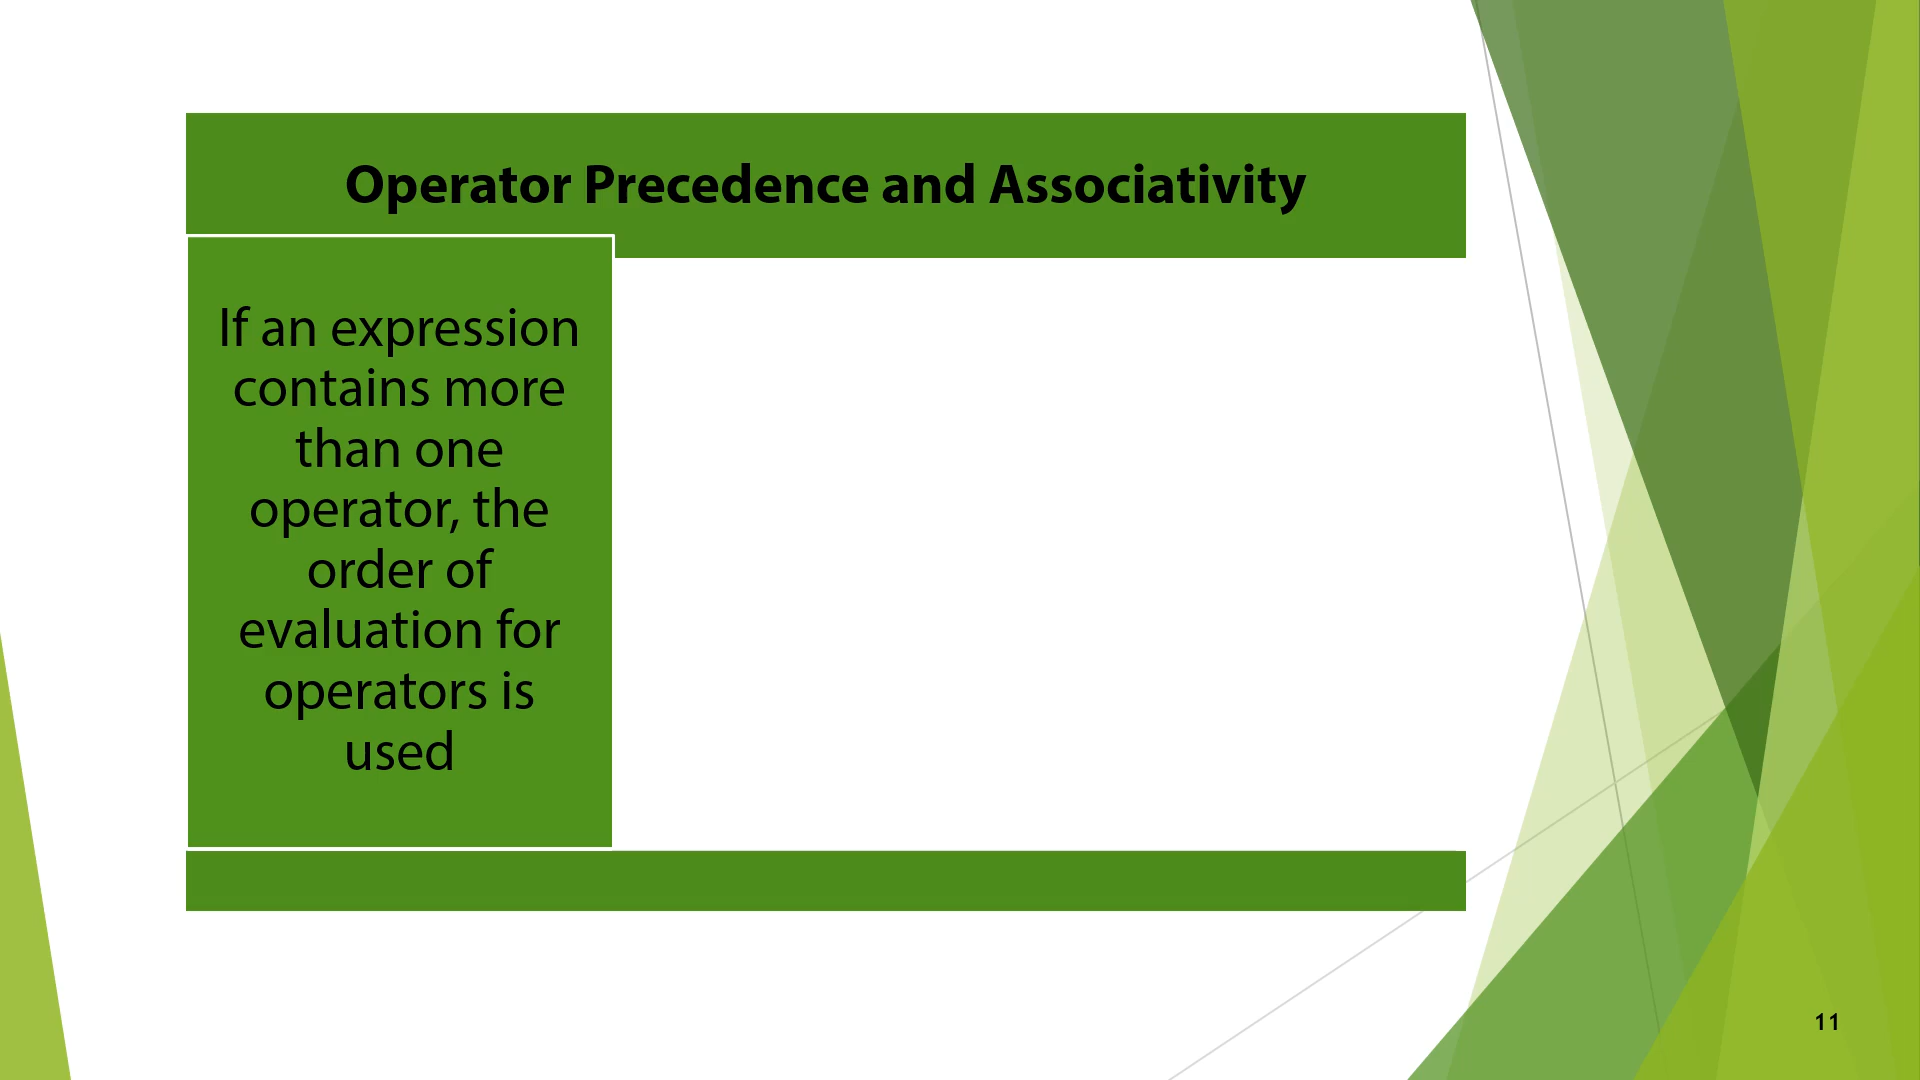 Operator Precedence and Associativity
If an expression
contains more
than one
operator, the
order of
evaluation for
operators is
used
11